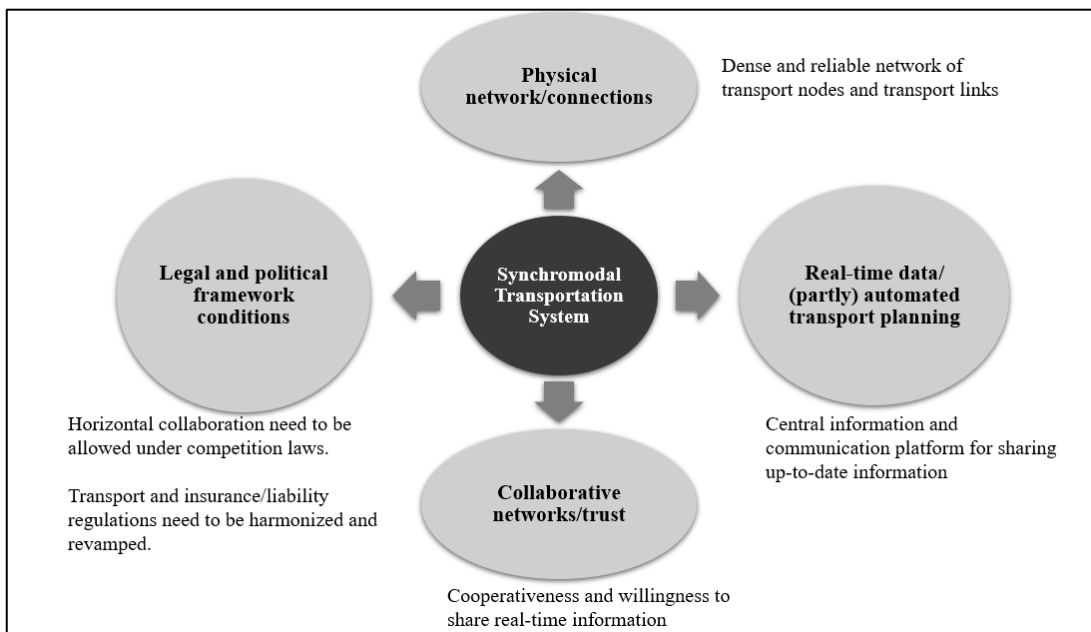 Physical
network/connections
Dense and reliable network of
transport nodes and transport links
Legal and political
framework
conditions
Synchromodal
Transportation
System
Real-time data/
(partly) automated
transport planning
Horizontal collaboration need to be
allowed under competition laws.
Transport and insurance/liability
regulations need to be harmonized and
revamped.
Central information and
communication platform for sharing
up-to-date information
Collaborative
networks/trust
Cooperativeness and willingness to
share real-time information